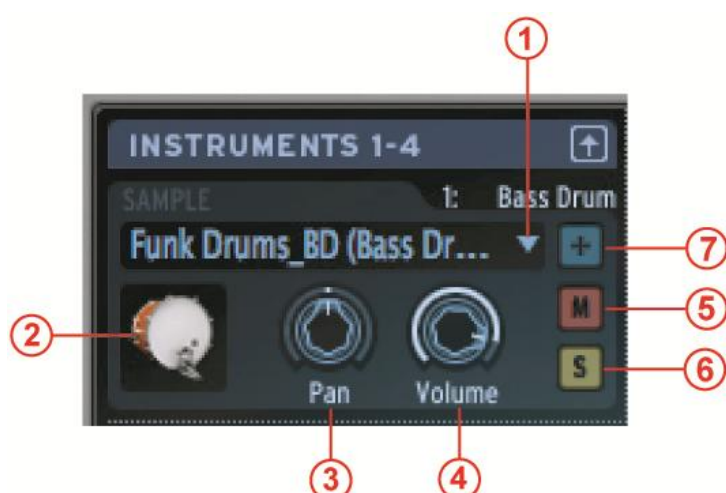 1
INSTRUMENTS 1-4
SAMPLE 1: Bass Drum
Funk Drums_BD (Bass Dr...
7
M 5
2
S 6
Pan Volume
3 4